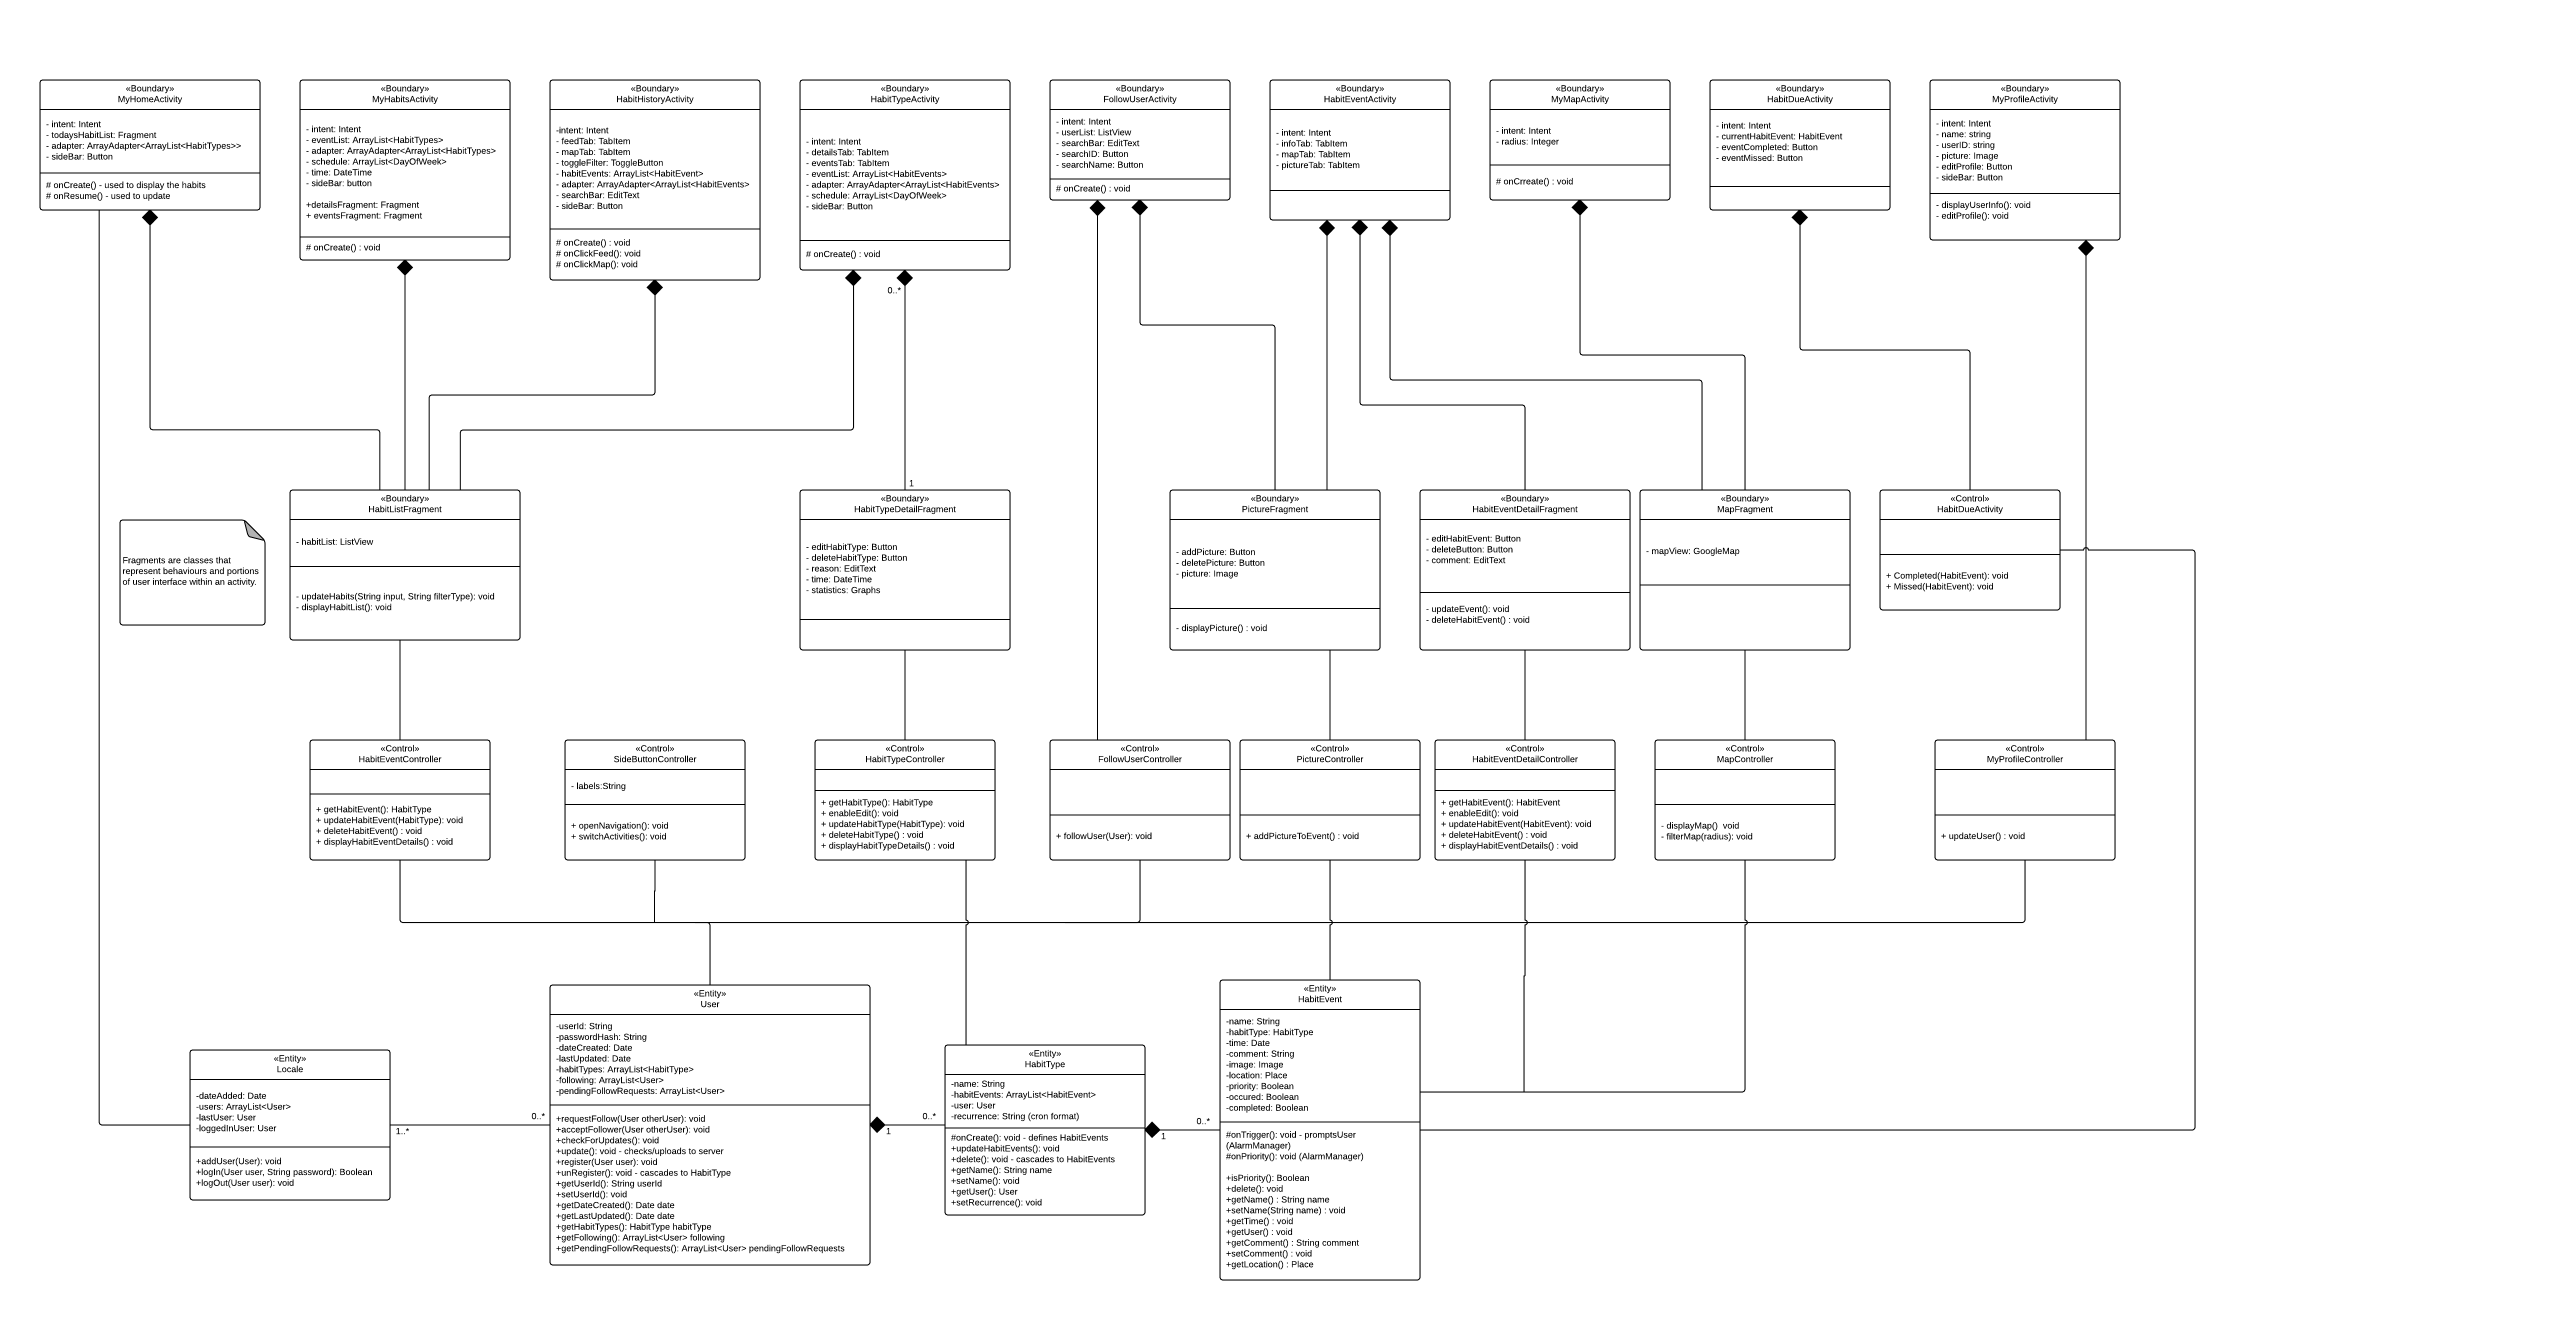 «Boundary»
MyHomeActivity
- intent: Intent
- todaysHabitList: Fragment
- adapter: ArrayAdapter<ArrayList<HabitTypes>>
- sideBar: Button
# onCreate() - used to display the habits
# onResume() - used to update
«Boundary»
MyHabitsActivity
- intent: Intent
- eventList: ArrayList<HabitTypes>
- adapter: ArrayAdapter<ArrayList<HabitTypes>
- schedule: ArrayList<DayOfWeek>
- time: DateTime
- sideBar: button
+detailsFragment: Fragment
+ eventsFragment: Fragment
# onCreate() : void
«Boundary»
HabitHistoryActivity
-intent: Intent
- feedTab: TabItem
- mapTab: TabItem
- toggleFilter: ToggleButton
- habitEvents: ArrayList<HabitEvent>
- adapter: ArrayAdapter<ArrayList<HabitEvents>
- searchBar: EditText
- sideBar: Button
# onCreate() : void
# onClickFeed(): void
# onClickMap(): void
«Boundary»
HabitTypeActivity
- intent: Intent
- detailsTab: TabItem
- eventsTab: TabItem
- eventList: ArrayList<HabitEvents>
- adapter: ArrayAdapter<ArrayList<HabitEvents>
- schedule: ArrayList<DayOfWeek>
- sideBar: Button
# onCreate() : void
0..*
1
«Boundary»
FollowUserActivity
- intent: Intent
- userList: ListView
- searchBar: EditText
- searchID: Button
- searchName: Button
# onCreate() : void
«Boundary»
HabitEventActivity
- intent: Intent
- infoTab: TabItem
- mapTab: TabItem
- pictureTab: TabItem
«Boundary»
MyMapActivity
- intent: Intent
- radius: Integer
# onCrreate() : void
«Boundary»
HabitDueActivity
- intent: Intent
- currentHabitEvent: HabitEvent
- eventCompleted: Button
- eventMissed: Button
«Boundary»
MyProfileActivity
- intent: Intent
- name: string
- userID: string
- picture: Image
- editProfile: Button
- sideBar: Button
- displayUserInfo(): void
- editProfile(): void
Fragments are classes that
represent behaviours and portions
of user interface within an activity.
«Boundary»
HabitListFragment
- habitList: ListView
- updateHabits(String input, String filterType): void
- displayHabitList(): void
«Boundary»
HabitTypeDetailFragment
- editHabitType: Button
- deleteHabitType: Button
- reason: EditText
- time: DateTime
- statistics: Graphs
«Boundary»
PictureFragment
- addPicture: Button
- deletePicture: Button
- picture: Image
- displayPicture() : void
«Boundary»
HabitEventDetailFragment
- editHabitEvent: Button
- deleteButton: Button
- comment: EditText
- updateEvent(): void
- deleteHabitEvent() : void
«Boundary»
MapFragment
- mapView: GoogleMap
«Control»
HabitDueActivity
+ Completed(HabitEvent): void
+ Missed(HabitEvent): void
«Control»
HabitEventController
+ getHabitEvent(): HabitType
+ updateHabitEvent(HabitType): void
+ deleteHabitEvent() : void
+ displayHabitEventDetails() : void
«Control»
SideButtonController
- labels:String
+ openNavigation(): void
+ switchActivities(): void
«Control»
HabitTypeController
+ getHabitType(): HabitType
+ enableEdit(): void
+ updateHabitType(HabitType): void
+ deleteHabitType() : void
+ displayHabitTypeDetails() : void
«Control»
FollowUserController
+ followUser(User): void
«Control»
PictureController
+ addPictureToEvent() : void
«Control»
HabitEventDetailController
+ getHabitEvent(): HabitEvent
+ enableEdit(): void
+ updateHabitEvent(HabitEvent): void
+ deleteHabitEvent() : void
+ displayHabitEventDetails() : void
«Control»
MapController
- displayMap()  void
- filterMap(radius): void
«Control»
MyProfileController
+ updateUser() : void
«Entity»
Locale
-dateAdded: Date
-users: ArrayList<User>
-lastUser: User
-loggedInUser: User
+addUser(User): void
+logIn(User user, String password): Boolean
+logOut(User user): void
1..*
0..*
«Entity»
User
-userId: String
-passwordHash: String
-dateCreated: Date
-lastUpdated: Date
-habitTypes: ArrayList<HabitType>
-following: ArrayList<User>
-pendingFollowRequests: ArrayList<User>
+requestFollow(User otherUser): void
+acceptFollower(User otherUser): void
+checkForUpdates(): void
+update(): void - checks/uploads to server
+register(User user): void
+unRegister(): void - cascades to HabitType
+getUserId(): String userId
+setUserId(): void
+getDateCreated(): Date date
+getLastUpdated(): Date date
+getHabitTypes(): HabitType habitType
+getFollowing(): ArrayList<User> following
+getPendingFollowRequests(): ArrayList<User> pendingFollowRequests
1
0..*
«Entity»
HabitType
-name: String
-habitEvents: ArrayList<HabitEvent>
-user: User
-recurrence: String (cron format)
#onCreate(): void - defines HabitEvents
+updateHabitEvents(): void
+delete(): void - cascades to HabitEvents
+getName(): String name
+setName(): void
+getUser(): User
+setRecurrence(): void
1
0..*
«Entity»
HabitEvent
-name: String
-habitType: HabitType
-time: Date
-comment: String
-image: Image
-location: Place
-priority: Boolean
-occured: Boolean
-completed: Boolean
#onTrigger(): void - promptsUser
(AlarmManager)
#onPriority(): void (AlarmManager)
+isPriority(): Boolean
+delete(): void
+getName() : String name
+setName(String name) : void
+getTime() : void
+getUser() : void
+getComment() : String comment
+setComment() : void
+getLocation() : Place